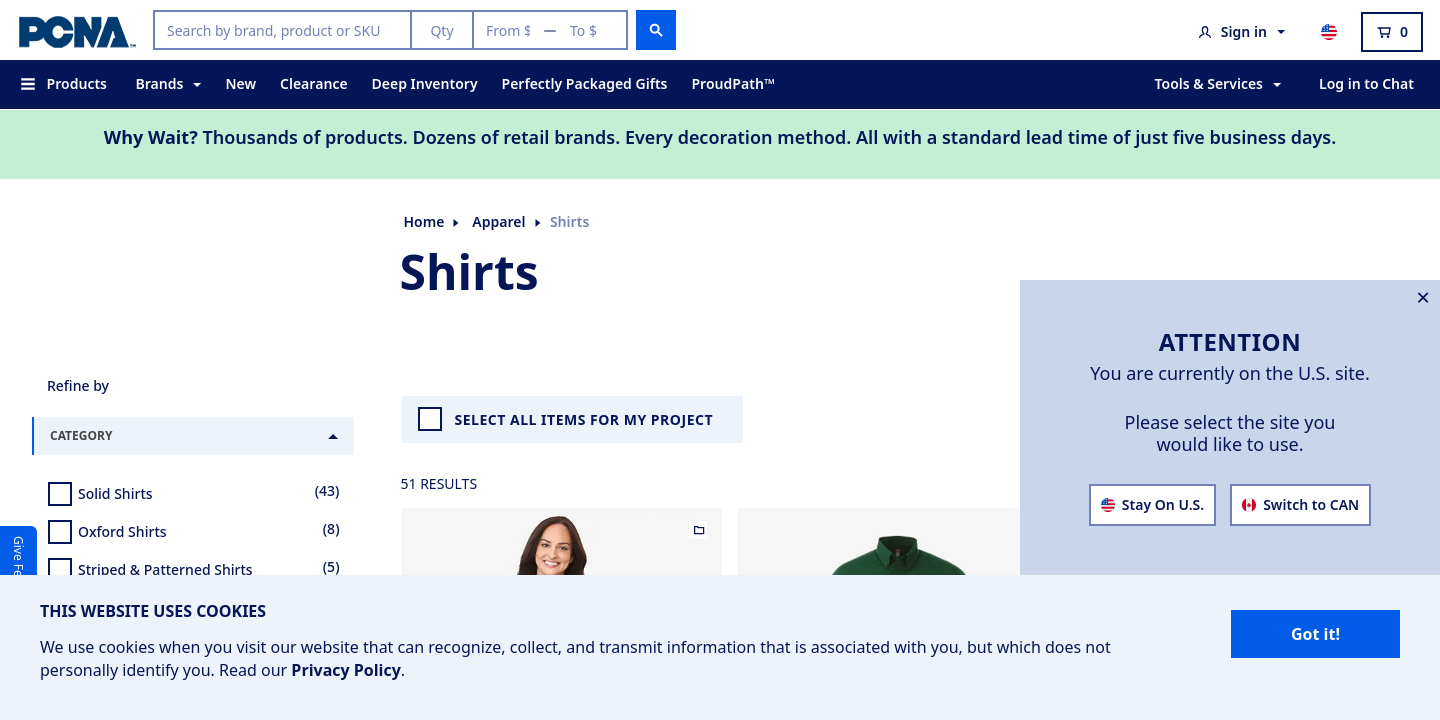 PCNA™
Search by brand, product or SKU
Qty
From $
To $
Sign in
0
Products
Brands
New
Clearance
Deep Inventory
Perfectly Packaged Gifts
ProudPath™
Tools & Services
Log in to Chat
Why Wait? Thousands of products. Dozens of retail brands. Every decoration method. All with a standard lead time of just five business days.
Home
Apparel
Shirts
Shirts
Refine by
CATEGORY
Solid Shirts
(43)
Oxford Shirts
(8)
Striped & Patterned Shirts
(5)
Give
SELECT ALL ITEMS FOR MY PROJECT
51 RESULTS
ATTENTION
You are currently on the U.S. site.
Please select the site you
would like to use.
Stay On U.S.
Switch to CAN
THIS WEBSITE USES COOKIES
We use cookies when you visit our website that can recognize, collect, and transmit information that is associated with you, but which does not
personally identify you. Read our Privacy Policy.
Got it!